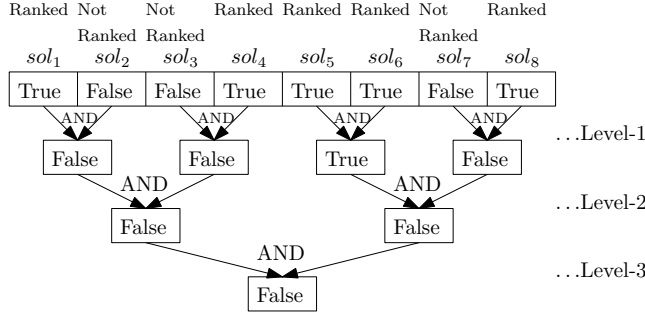 Ranked Not Not Ranked Ranked Ranked Not Ranked
Ranked Ranked Ranked
sol1 sol2 sol3 sol4 sol5 sol6 sol7 sol8
True False False True True True False True
AND AND AND AND
...Level-1
False False True False
AND AND
...Level-2
False False
AND
...Level-3
False